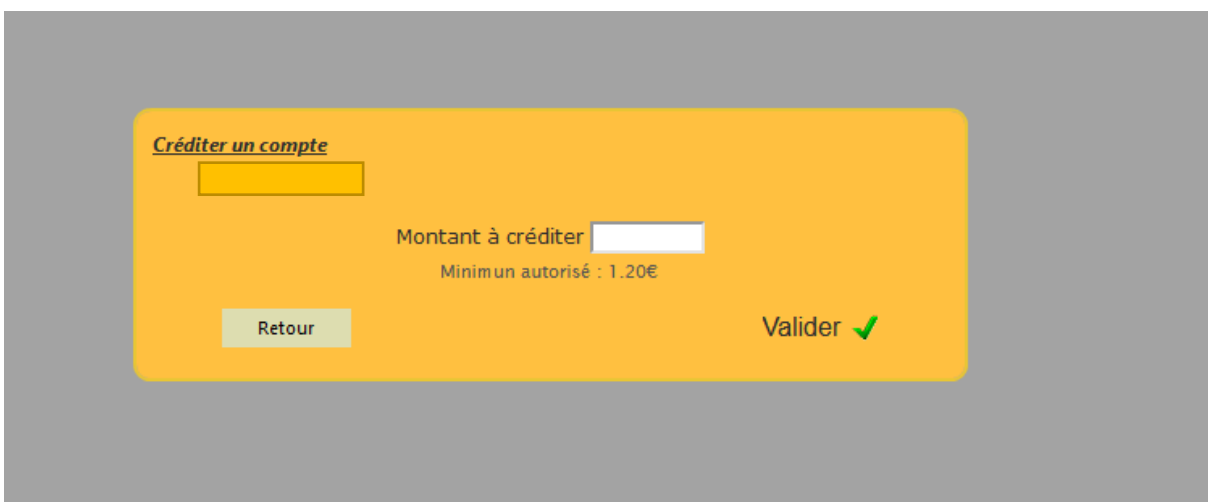 Créditer un compte
Montant à créditer
Minimun autorisé : 1.20€
Retour
Valider